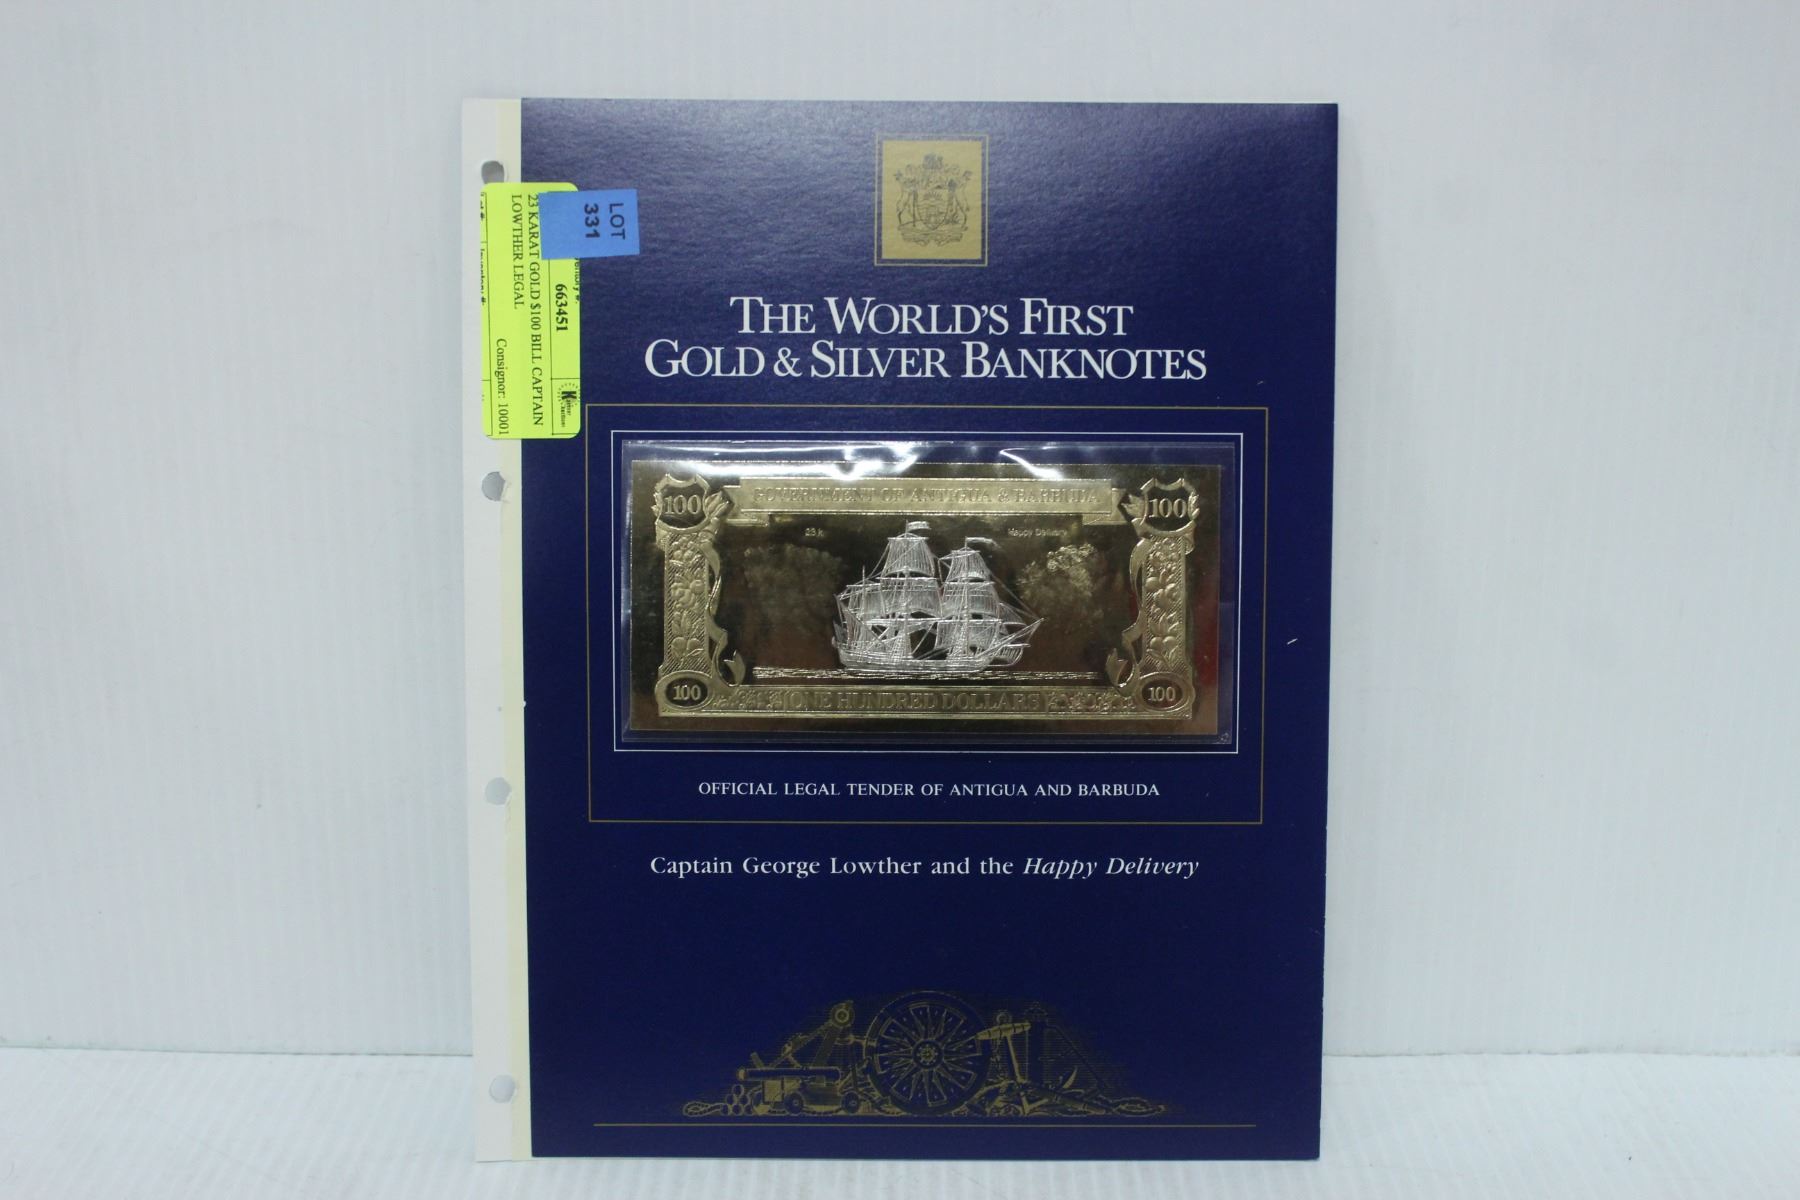 LOT
331
663451
23 KARAT GOLD $100 BILL CAPTAIN
LOWTHER LEGAL
Consignor: 10001
THE WORLD'S FIRST
GOLD & SILVER BANKNOTES
100
GOVERNMENT OF ANTIGUA & BARBUDA
100
23 k
Happy Delivery
100
ONE HUNDRED DOLLARS
100
OFFICIAL LEGAL TENDER OF ANTIGUA AND BARBUDA
Captain George Lowther and the Happy Delivery